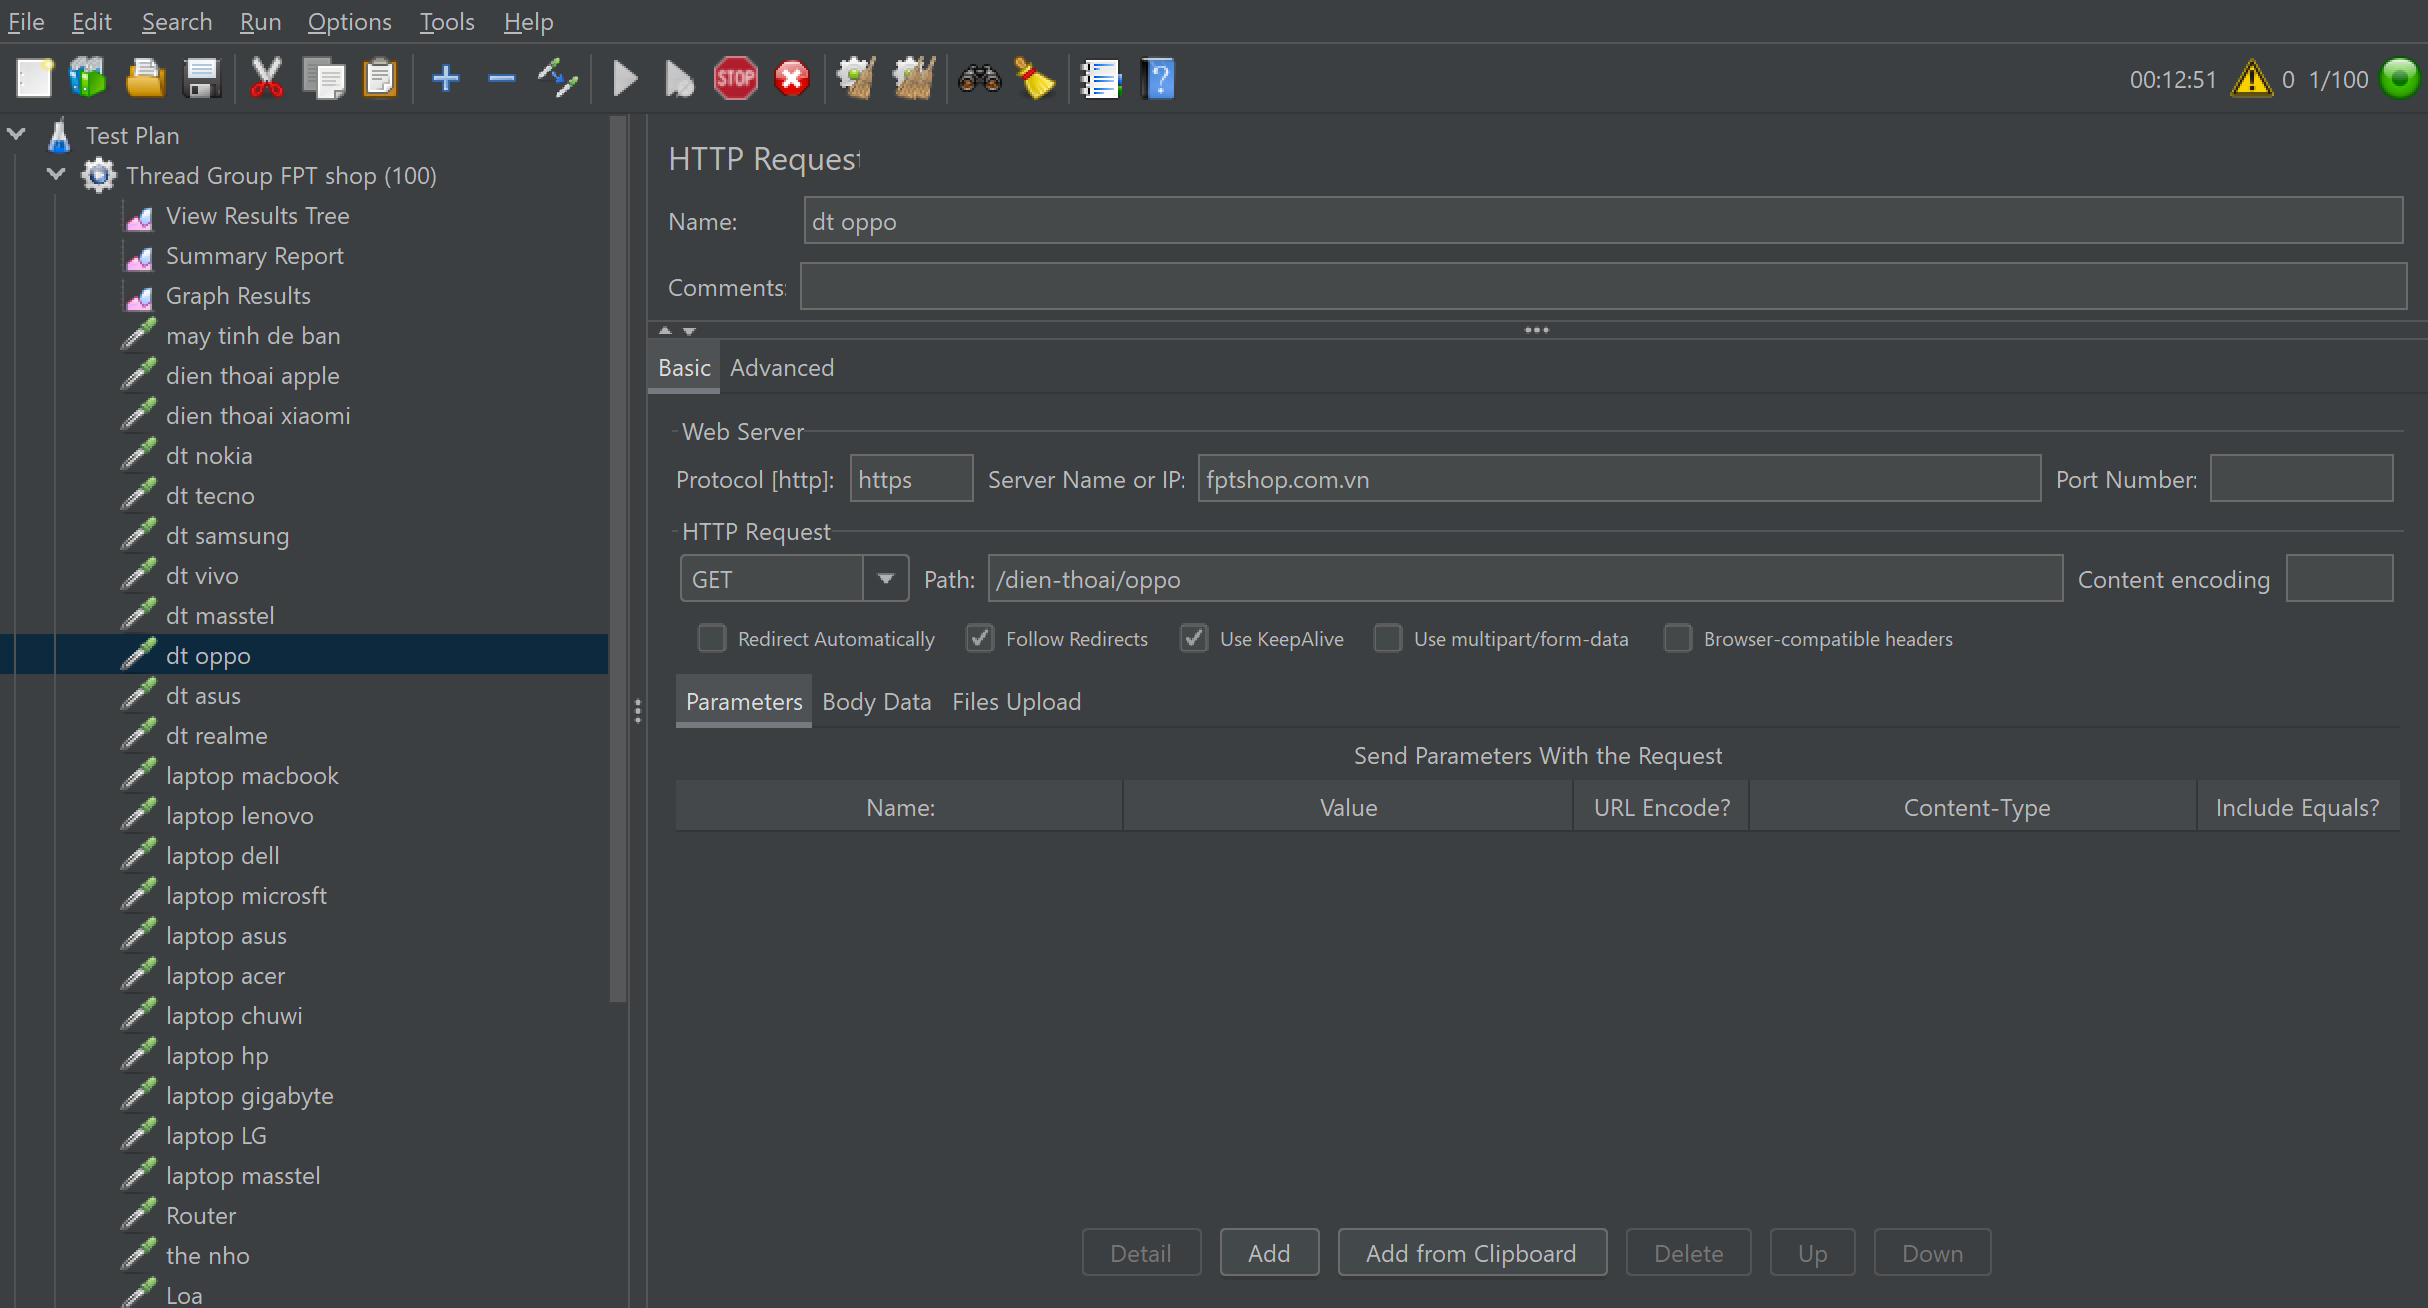 File Edit Search Run Options Tools Help
STOP
00:12:51 0 1/100
Test Plan
Thread Group FPT shop (100)
View Results Tree
Summary Report
Graph Results
may tinh de ban
dien thoai apple
dien thoai xiaomi
dt nokia
dt tecno
dt samsung
dt vivo
dt masstel
dt oppo
dt asus
dt realme
laptop macbook
laptop lenovo
laptop dell
laptop microsft
laptop asus
laptop acer
laptop chuwi
laptop hp
laptop gigabyte
laptop LG
laptop masstel
Router
the nho
Loa
HTTP Request
Name: dt oppo
Comments:
Basic Advanced
Web Server
Protocol [http]: https Server Name or IP: fptshop.com.vn Port Number:
HTTP Request
GET Path: /dien-thoai/oppo Content encoding
Redirect Automatically Follow Redirects Use KeepAlive Use multipart/form-data Browser-compatible headers
Parameters Body Data Files Upload
Send Parameters With the Request
Name: Value URL Encode? Content-Type Include Equals?
Detail Add Add from Clipboard Delete Up Down